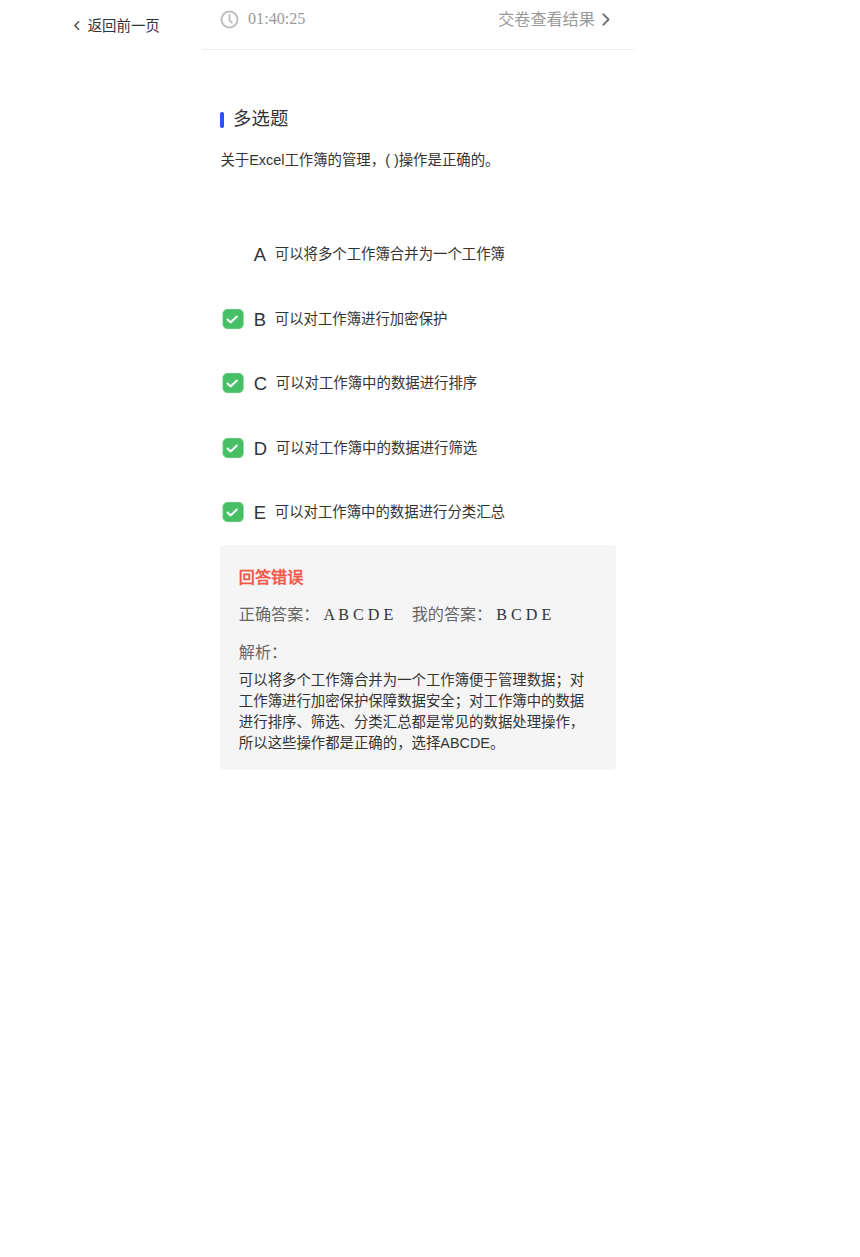 返回前一页
01:40:25
交卷查看结果
多选题
关于Excel工作簿的管理，( )操作是正确的。
A 可以将多个工作簿合并为一个工作簿
B 可以对工作簿进行加密保护
C 可以对工作簿中的数据进行排序
D 可以对工作簿中的数据进行筛选
E 可以对工作簿中的数据进行分类汇总
回答错误
正确答案： A B C D E 我的答案： B C D E
解析：
可以将多个工作簿合并为一个工作簿便于管理数据；对
工作簿进行加密保护保障数据安全；对工作簿中的数据
进行排序、筛选、分类汇总都是常见的数据处理操作，
所以这些操作都是正确的，选择ABCDE。